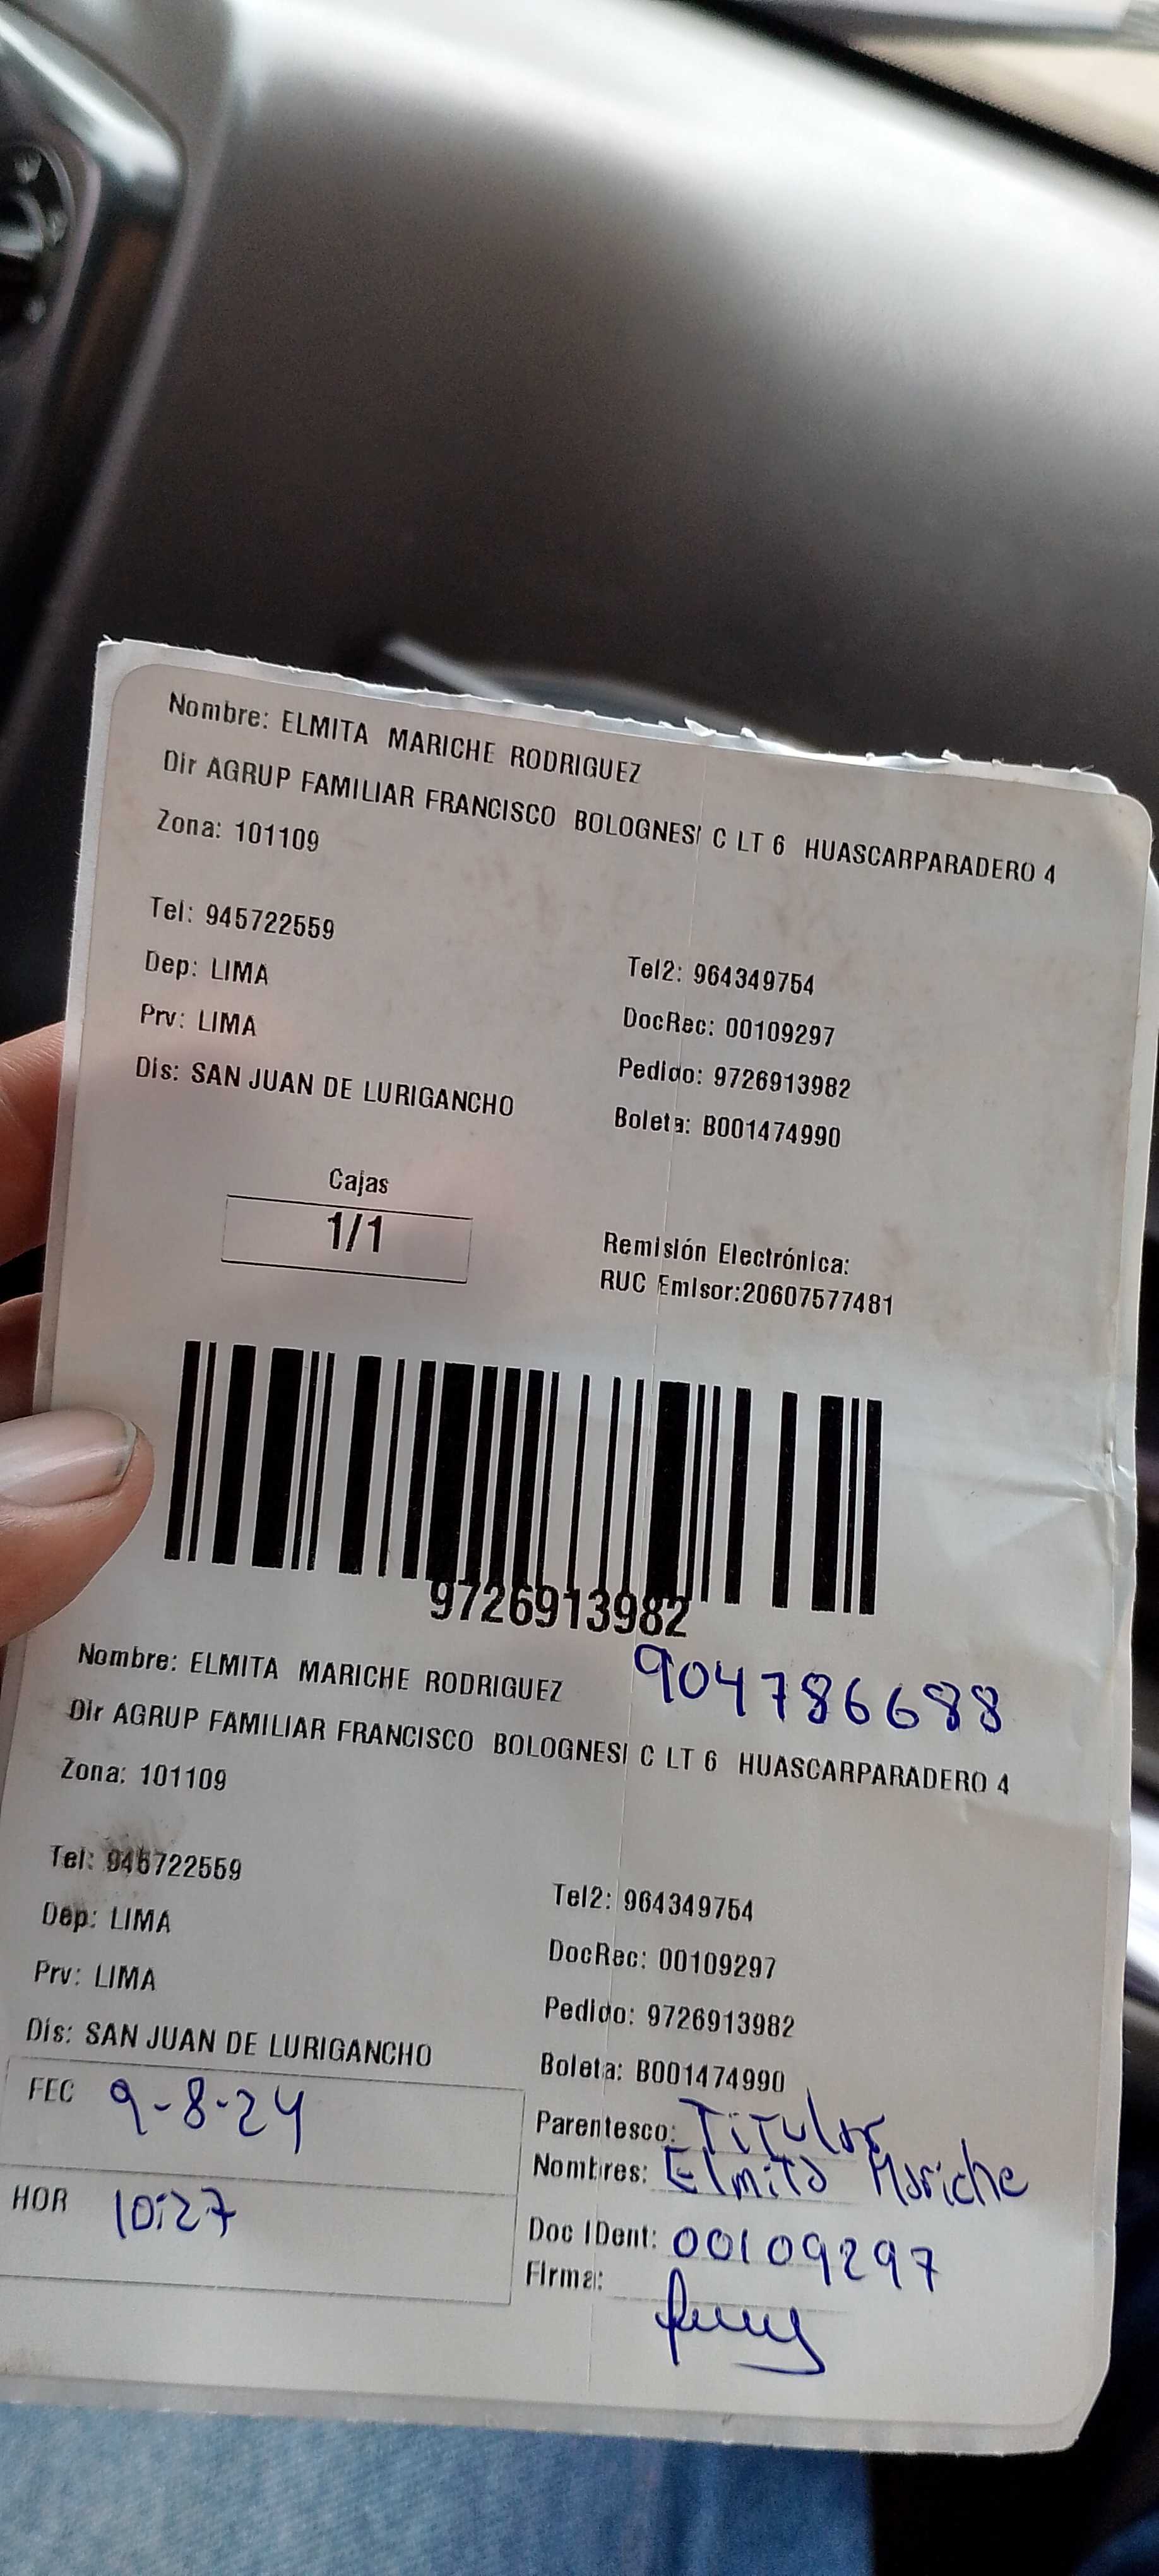 Nombre: ELMITA MARICHE RODRIGUEZ
Dir AGRUP FAMILIAR FRANCISCO BOLOGNESI C LT 6 HUASCARPARADERO 4
Zona: 101109
Tel: 945722559
Tel2: 964349754
Dep: LIMA
DocRec: 00109297
Prv: LIMA
Pedido: 9726913982
Dis: SAN JUAN DE LURIGANCHO
Boleta: B001474990
Cajas
1/1
Remisión Electrónica:
RUC Emisor:20607577481
9726913982
904786688
Nombre: ELMITA MARICHE RODRIGUEZ
Dir AGRUP FAMILIAR FRANCISCO BOLOGNESI C LT 6 HUASCARPARADERO 4
Zona: 101109
Tel: 945722559
Tel2: 964349754
Dep: LIMA
DocRec: 00109297
Prv: LIMA
Pedido: 9726913982
Dis: SAN JUAN DE LURIGANCHO
Boleta: B001474990
FEC 9-8-24
Parentesco: Titular
Nombres: Elmita Mariche
HOR 10:27
Doc IDent: 00109297
Firma: